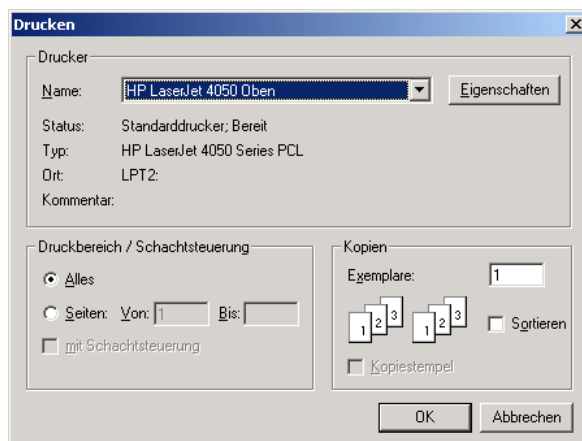 Drucken
Drucker
Name: HP LaserJet 4050 Oben Eigenschaften
Status: Standarddrucker; Bereit
Typ: HP LaserJet 4050 Series PCL
Ort: LPT2:
Kommentar:
Druckbereich / Schachtsteuerung
Alles
Seiten: Von: 1 Bis:
mit Schachtsteuerung
Kopien
Exemplare: 1
1 2 3 1 2 3 Sortieren
Kopiestempel
OK Abbrechen